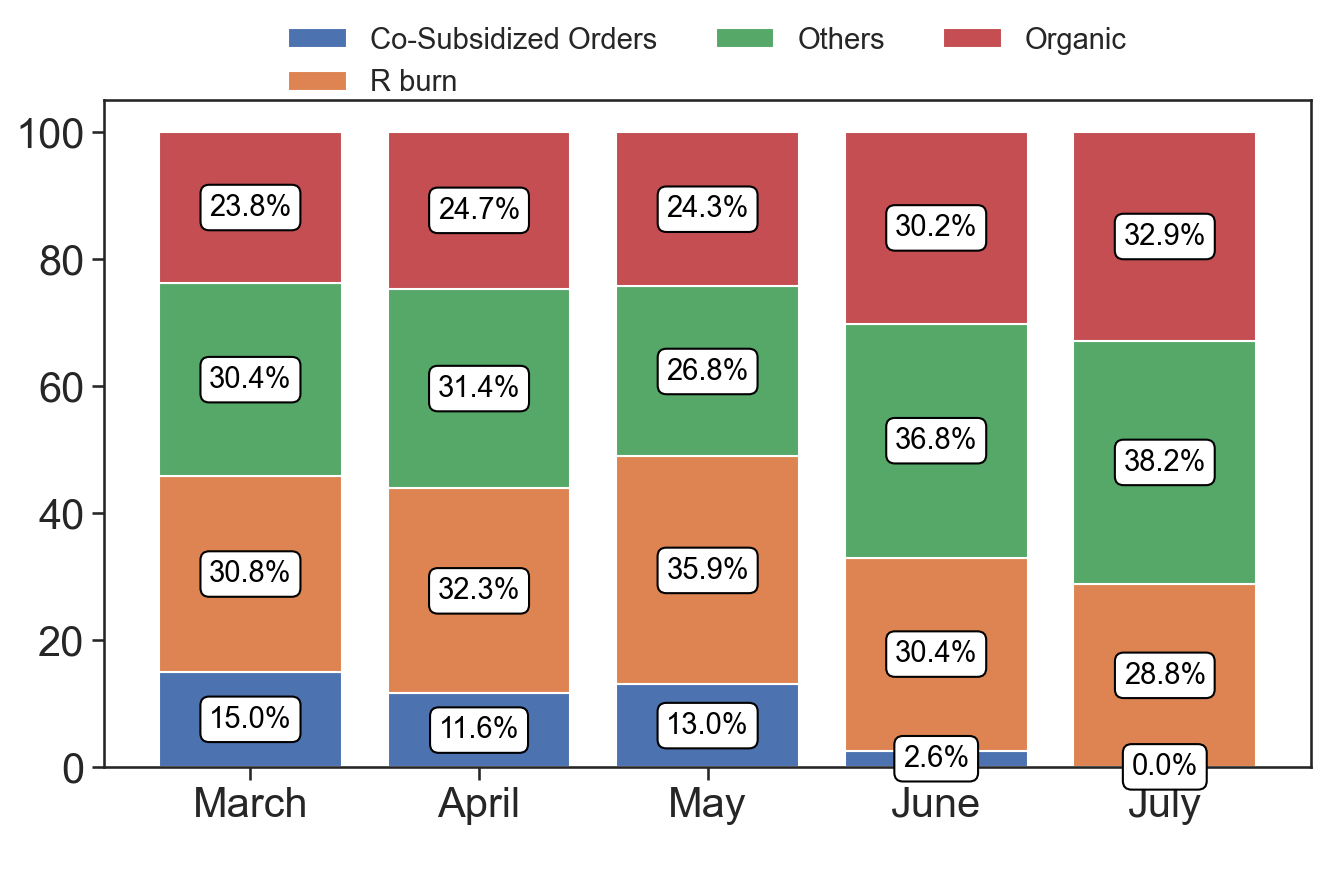 Co-Subsidized Orders Others Organic
R burn
100
23.8% 24.7% 24.3% 30.2% 32.9%
80
30.4% 31.4% 26.8% 36.8% 38.2%
60
40
30.8% 32.3% 35.9% 30.4% 28.8%
20
15.0% 11.6% 13.0% 2.6% 0.0%
0
March April May June July